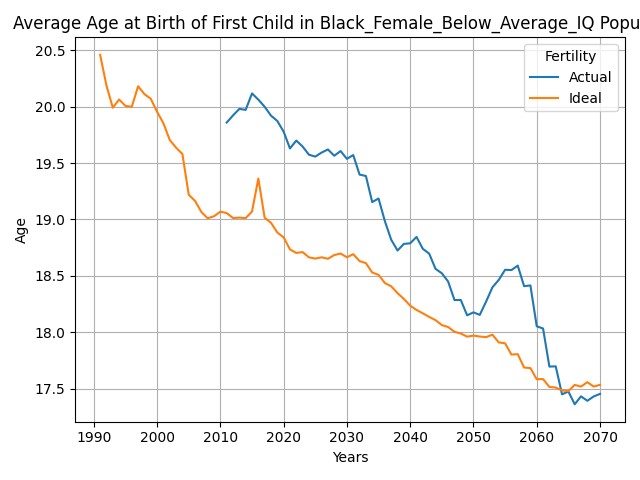 Average Age at Birth of First Child in Black_Female_Below_Average_IQ Popu
Fertility
Actual
Ideal
Age
20.5
20.0
19.5
19.0
18.5
18.0
17.5
1990 2000 2010 2020 2030 2040 2050 2060 2070
Years